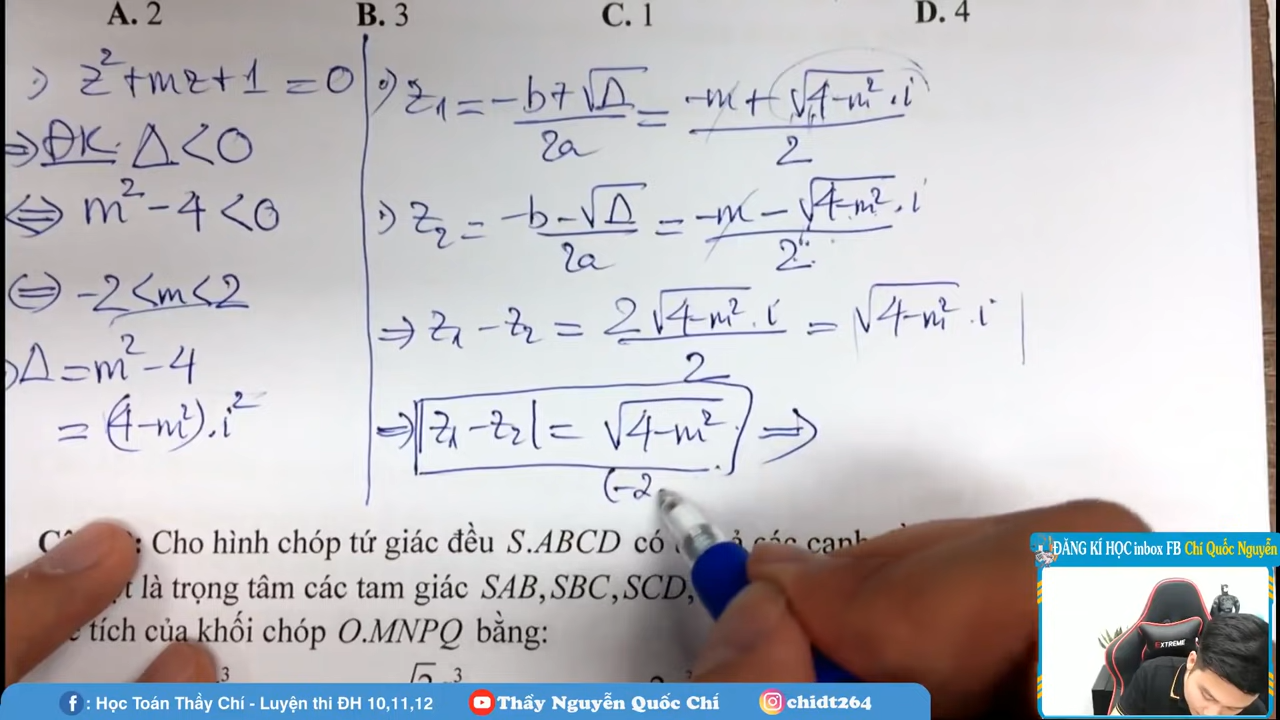 A. 2 B. 3 C. 1 D. 4
) z² + mz + 1 = 0
⇒ ĐK: Δ < 0
⇔ m² - 4 < 0
⇔ -2 < m < 2
) Δ = m² - 4
= (4-m²).i²
) z₁ = (-b+√Δ)/2a = (-m + √(4-m²).i)/2
) z₂ = (-b-√Δ)/2a = (-m - √(4-m²).i)/2
⇒ z₁ - z₂ = 2√(4-m²).i / 2 = √(4-m²).i
⇒ |z₁ - z₂| = √(4-m²) ⇒
(-2
: Cho hình chóp tứ giác đều S.ABCD có các cạnh
là trọng tâm các tam giác SAB, SBC, SCD,
tích của khối chóp O.MNPQ bằng:
ĐĂNG KÍ HỌC inbox FB Chí Quốc Nguyễn
EXTREME
: Học Toán Thầy Chí - Luyện thi ĐH 10,11,12 Thầy Nguyễn Quốc Chí chidt264